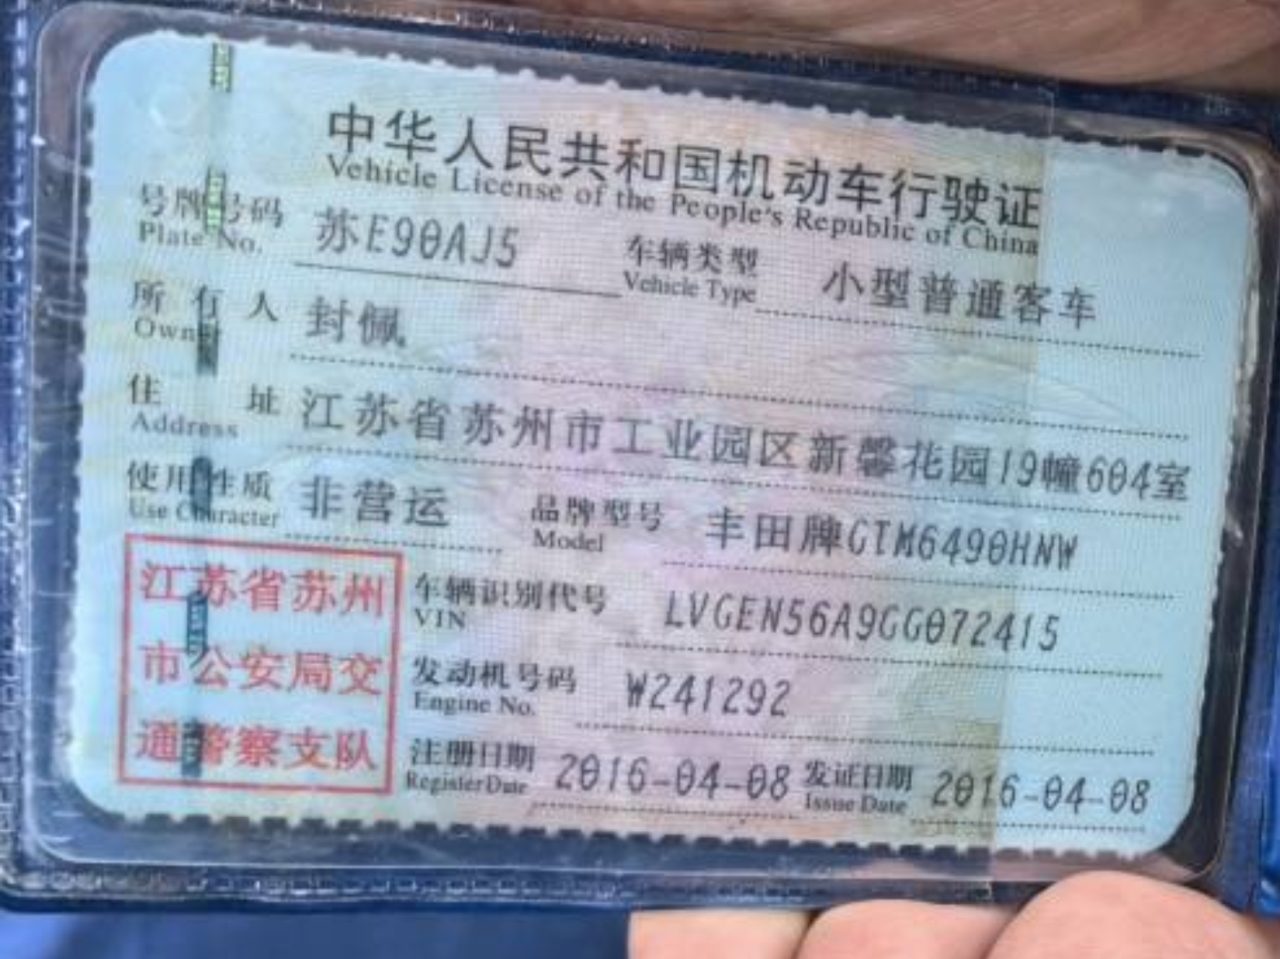 中华人民共和国机动车行驶证
Vehicle License of the People's Republic of China
号牌号码 苏E90AJ5 车辆类型 小型普通客车
Plate No. Vehicle Type
所有人 封佩
Owner
住址 江苏省苏州市工业园区新馨花园19幢604室
Address
使用性质 非营运 品牌型号 丰田牌GTM6490HNW
Use Character Model
江苏省苏州
市公安局交
通警察支队
车辆识别代号 LVGEN56A9GG072415
VIN
发动机号码 W241292
Engine No.
注册日期 2016-04-08 发证日期 2016-04-08
Register Date Issue Date